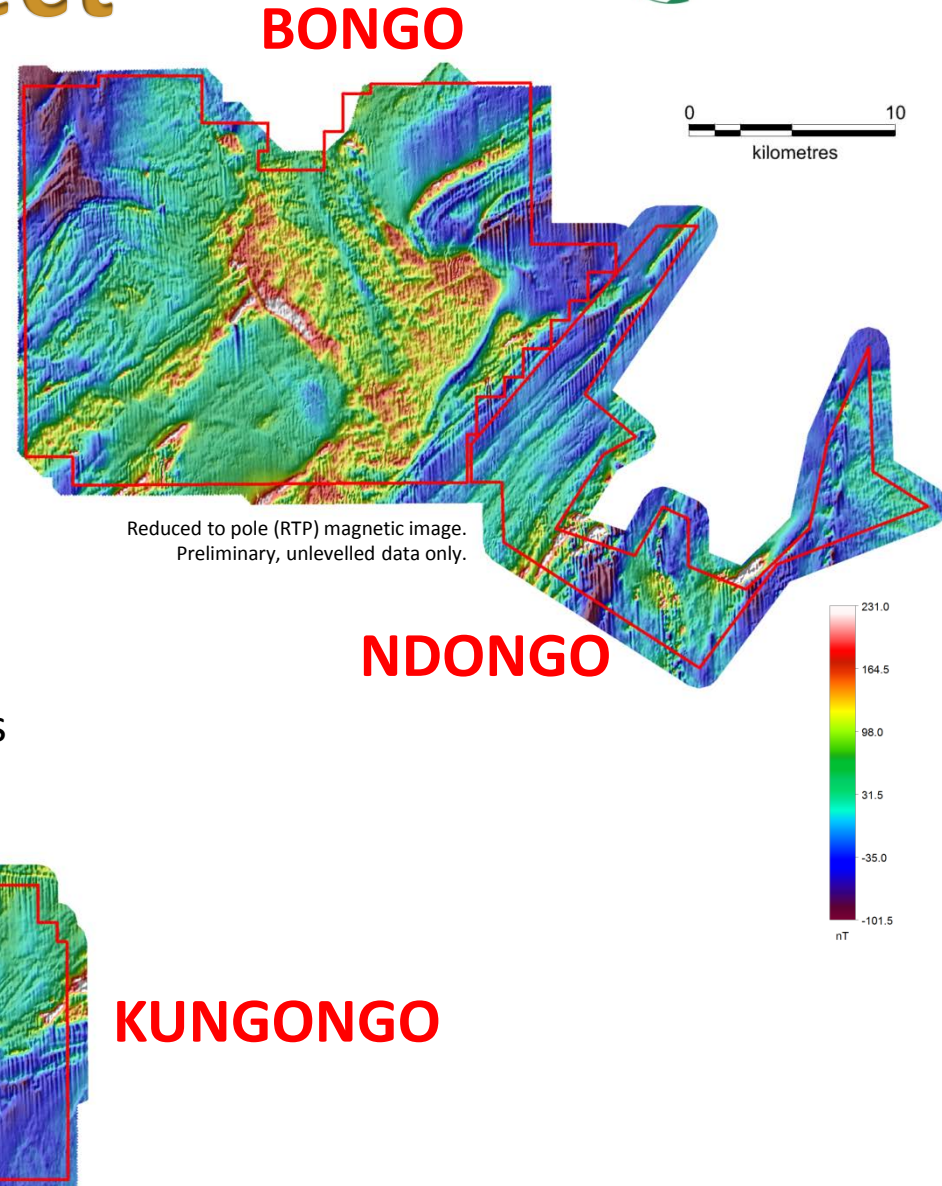 BONGO
0 10
kilometres
Reduced to pole (RTP) magnetic image.
Preliminary, unlevelled data only.
NDONGO
231.0
164.5
98.0
31.5
-35.0
-101.5
nT
KUNGONGO